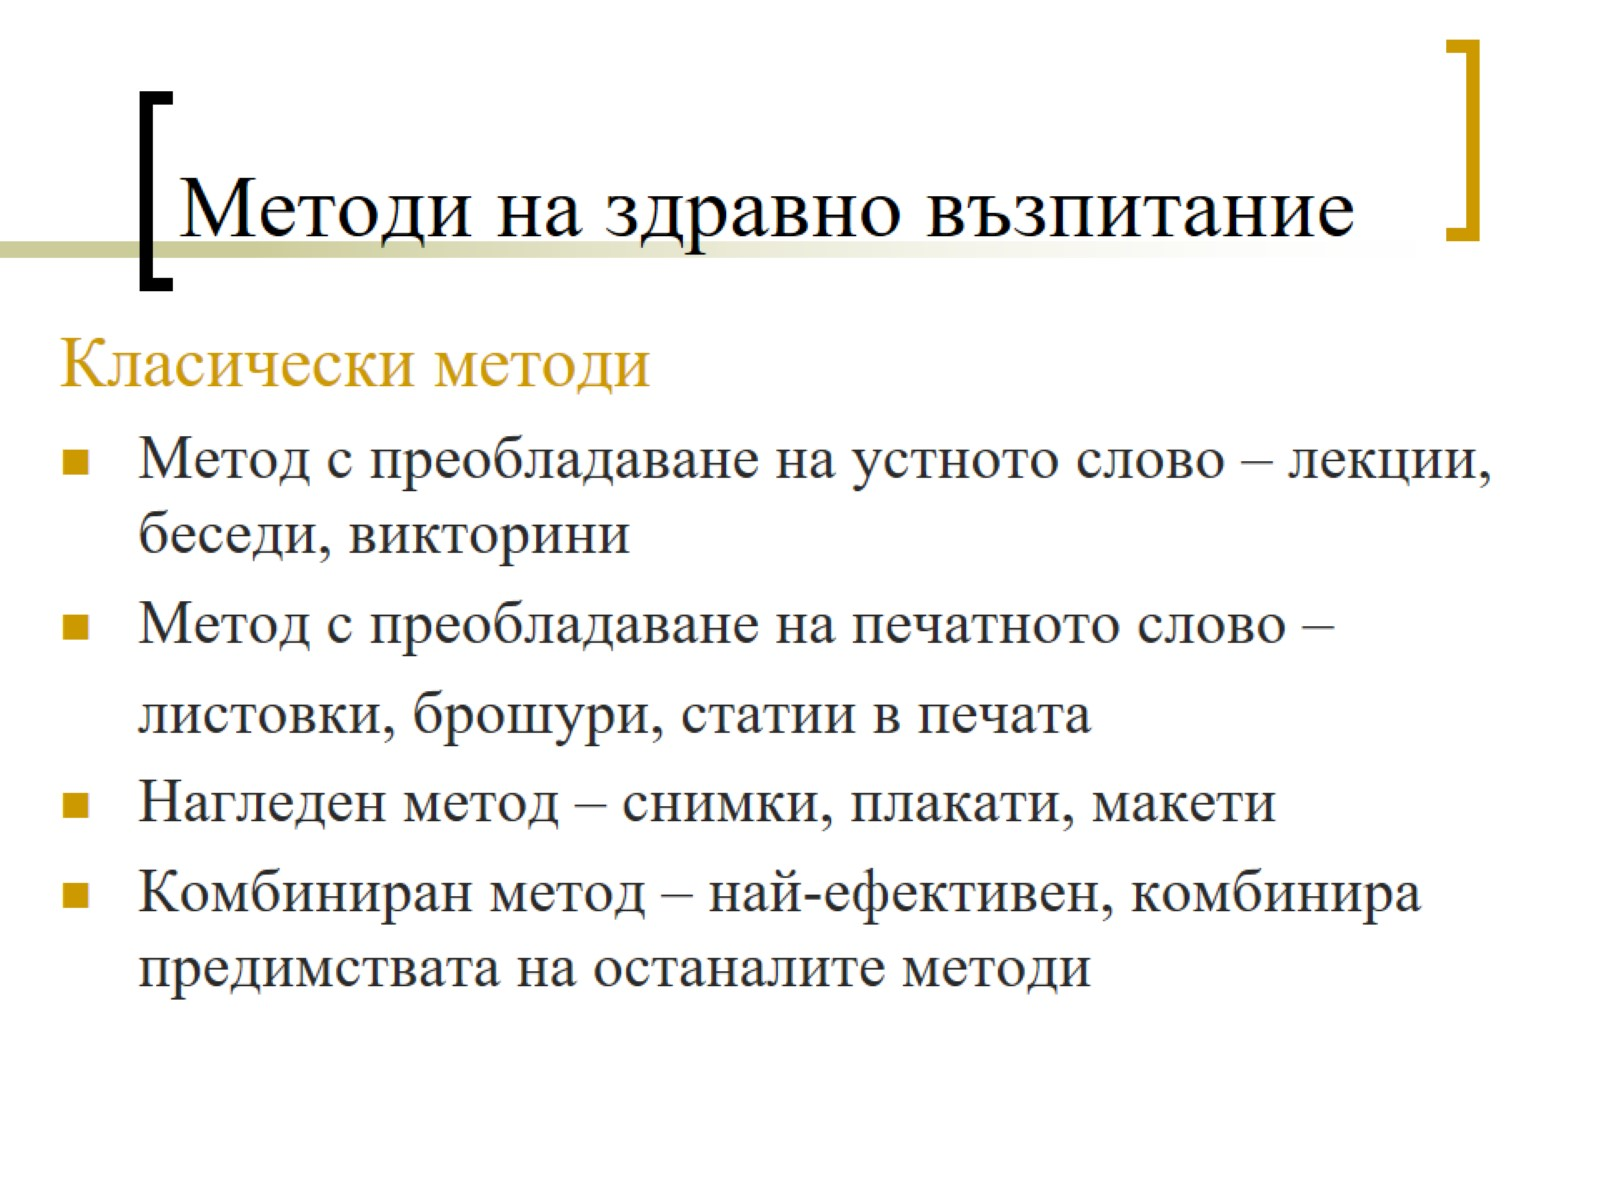 Методи на здравно възпитание
Класически методи
Метод с преобладаване на устното слово – лекции,
беседи, викторини
Метод с преобладаване на печатното слово –
листовки, брошури, статии в печата
Нагледен метод – снимки, плакати, макети
Комбиниран метод – най-ефективен, комбинира
предимствата на останалите методи